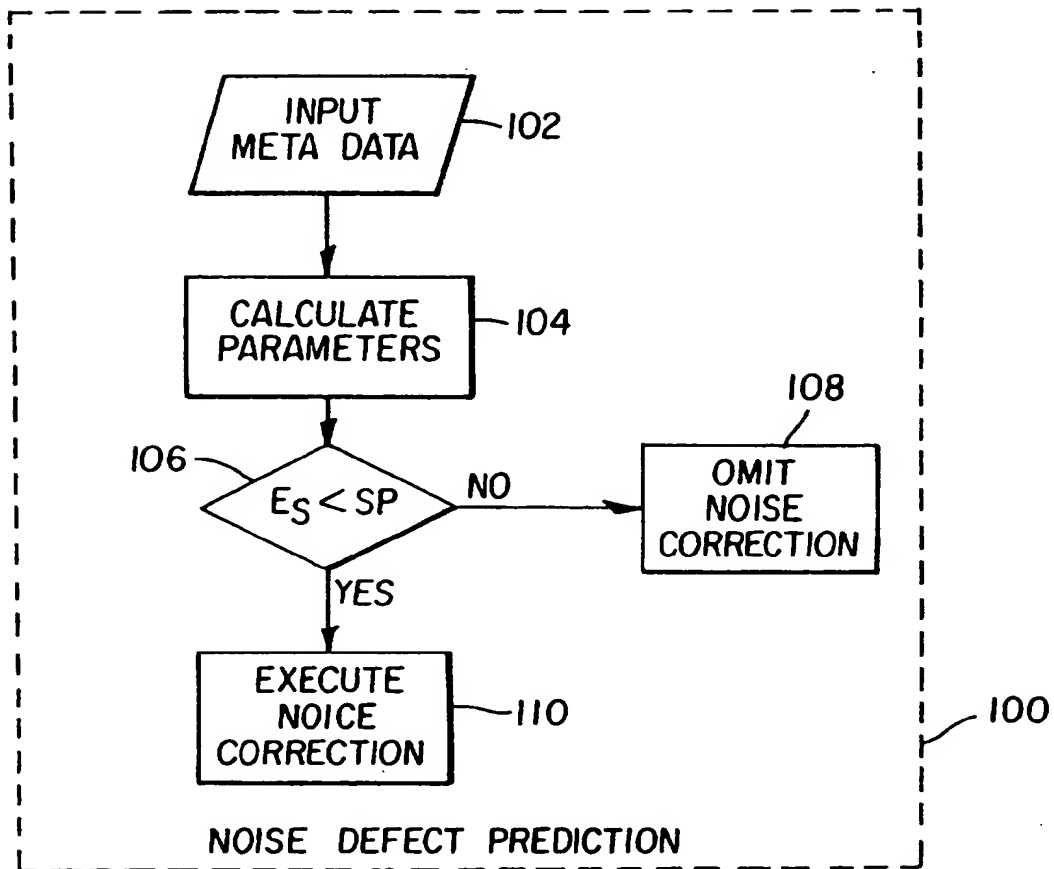 INPUT
META DATA
102
CALCULATE
PARAMETERS
104
106
ES < SP
NO
108
OMIT
NOISE
CORRECTION
YES
EXECUTE
NOICE
CORRECTION
110
100
NOISE DEFECT PREDICTION